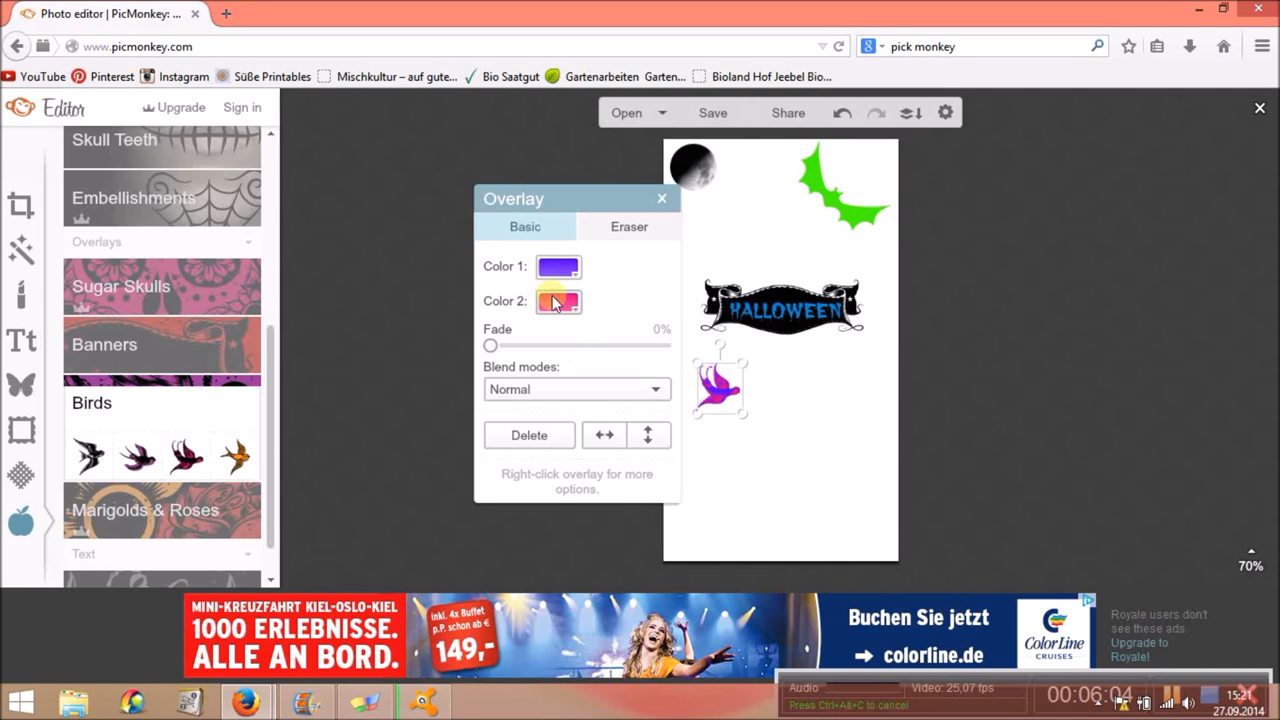 Photo editor | PicMonkey: ...
www.picmonkey.com
pick monkey
YouTube
Pinterest
Instagram
Süße Printables
Mischkultur – auf gute...
Bio Saatgut
Gartenarbeiten Garten...
Bioland Hof Jeebel Bio...
Editor
Upgrade
Sign in
Open
Save
Share
Skull Teeth
Embellishments
Overlays
Sugar Skulls
Banners
Birds
Marigolds & Roses
Text
Tt
Overlay
Basic
Eraser
Color 1:
Color 2:
Fade
0%
Blend modes:
Normal
Delete
Right-click overlay for more
options.
HALLOWEEN
70%
MINI-KREUZFAHRT KIEL-OSLO-KIEL
1000 ERLEBNISSE.
ALLE AN BORD.
inkl. 4x Buffet
p.P. schon ab €
149,-
Buchen Sie jetzt
colorline.de
COLOR LINE
CRUISES
Royale users don't
see these ads.
Upgrade to
Royale!
Audio
Video: 25,07 fps
Press Ctrl+Alt+C to cancel
00:06:04
15:21
27.09.2014